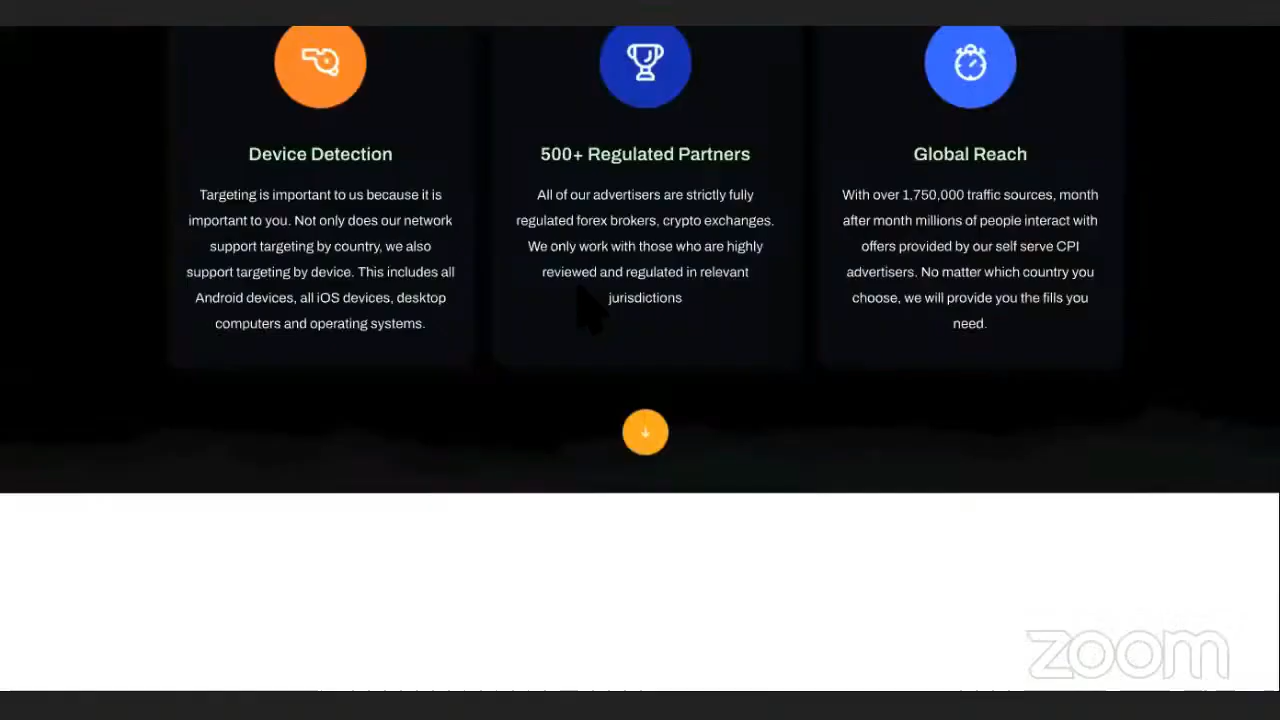 Device Detection
Targeting is important to us because it is
important to you. Not only does our network
support targeting by country, we also
support targeting by device. This includes all
Android devices, all iOS devices, desktop
computers and operating systems.
500+ Regulated Partners
All of our advertisers are strictly fully
regulated forex brokers, crypto exchanges.
We only work with those who are highly
reviewed and regulated in relevant
jurisdictions
Global Reach
With over 1,750,000 traffic sources, month
after month millions of people interact with
offers provided by our self serve CPI
advertisers. No matter which country you
choose, we will provide you the fills you
need.
zoom